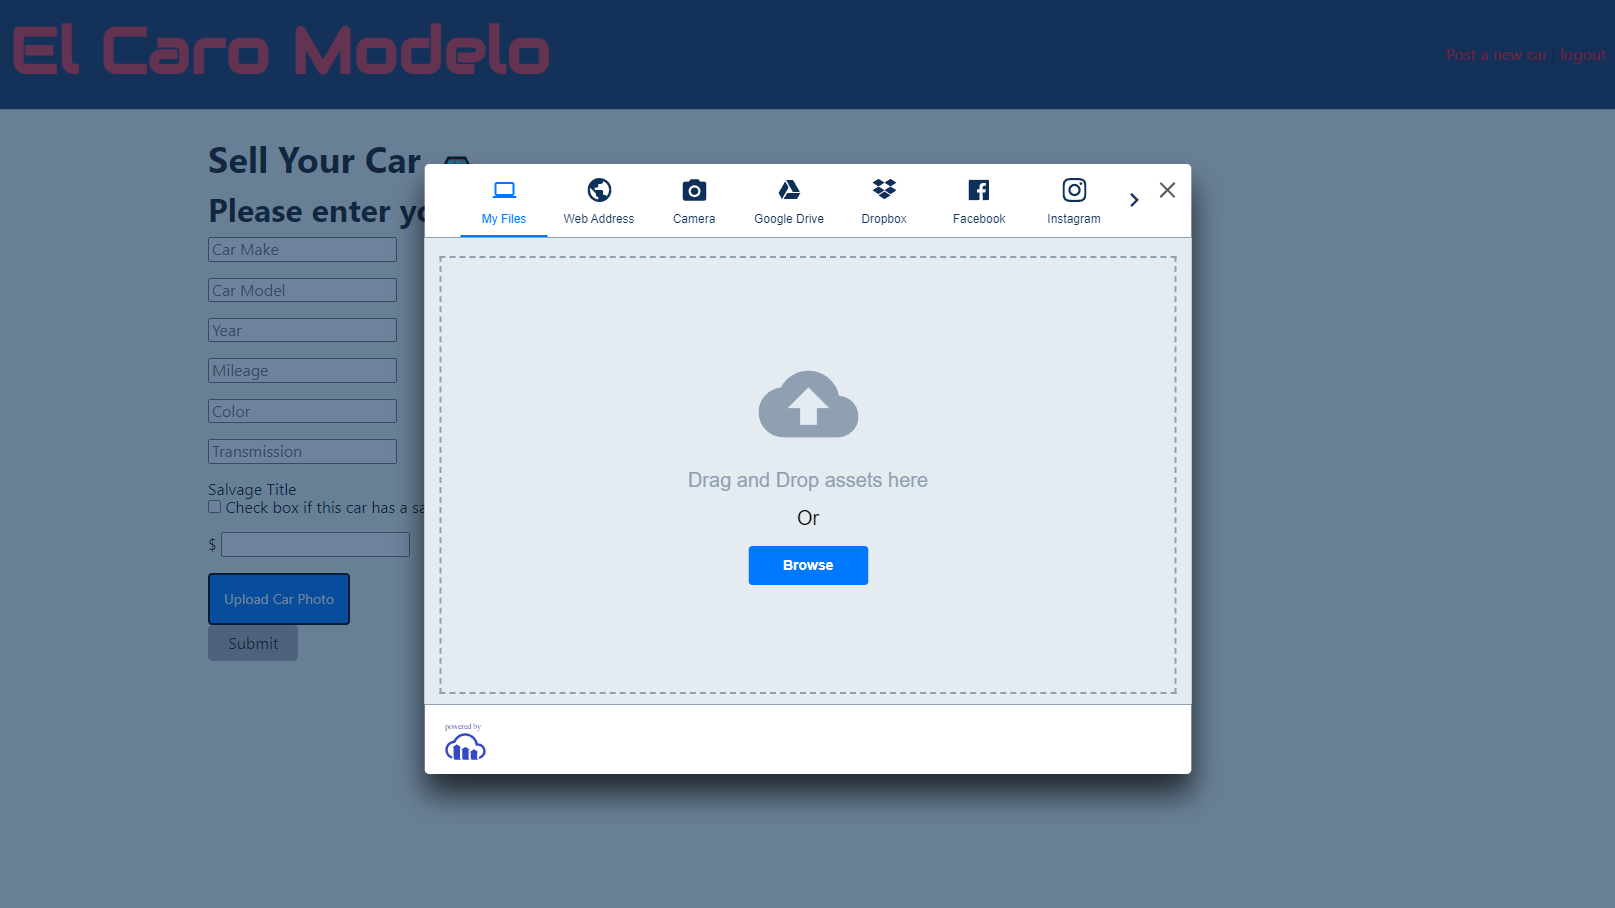 El Caro Modelo
Post a new car | logout
Sell Your Car
Please enter yo
Car Make
Car Model
Year
Mileage
Color
Transmission
Salvage Title
Check box if this car has a sa
$
Upload Car Photo
Submit
My Files
Web Address
Camera
Google Drive
Dropbox
Facebook
Instagram
Drag and Drop assets here
Or
Browse
powered by